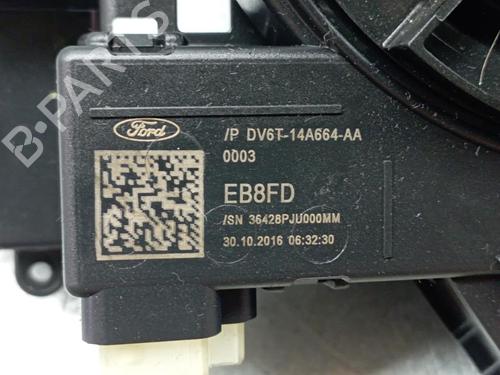 B-PARTS
Ford
/P DV6T-14A664-AA
0003
EB8FD
/SN 36428PJU000MM
30.10.2016 06:32:30